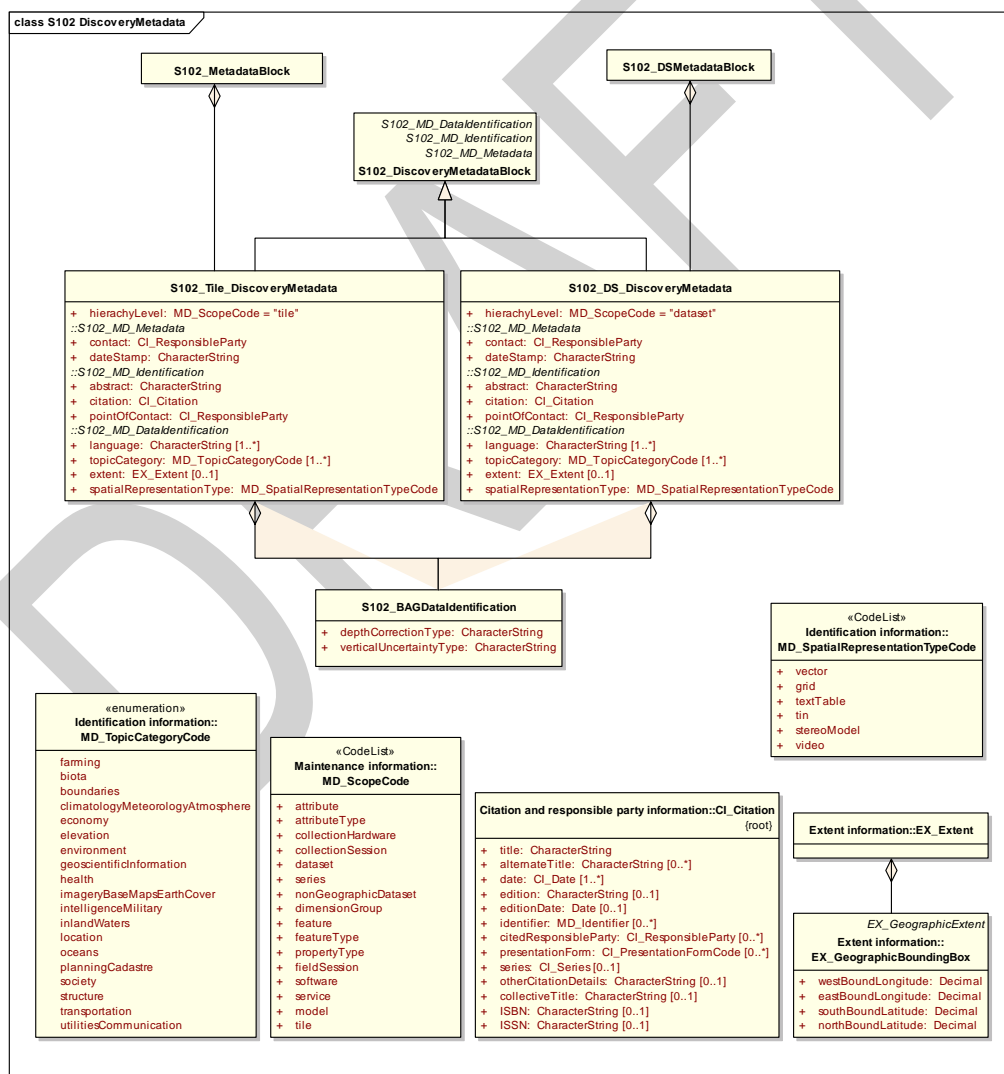 class S102 DiscoveryMetadata
S102_MetadataBlock
S102_DSMetadataBlock
S102_MD_DataIdentification
S102_MD_Identification
S102_MD_Metadata
S102_DiscoveryMetadataBlock
S102_Tile_DiscoveryMetadata
+ hierachyLevel: MD_ScopeCode = "tile"
::S102_MD_Metadata
+ contact: CI_ResponsibleParty
+ dateStamp: CharacterString
::S102_MD_Identification
+ abstract: CharacterString
+ citation: CI_Citation
+ pointOfContact: CI_ResponsibleParty
::S102_MD_DataIdentification
+ language: CharacterString [1..*]
+ topicCategory: MD_TopicCategoryCode [1..*]
+ extent: EX_Extent [0..1]
+ spatialRepresentationType: MD_SpatialRepresentationTypeCode
S102_DS_DiscoveryMetadata
+ hierachyLevel: MD_ScopeCode = "dataset"
::S102_MD_Metadata
+ contact: CI_ResponsibleParty
+ dateStamp: CharacterString
::S102_MD_Identification
+ abstract: CharacterString
+ citation: CI_Citation
+ pointOfContact: CI_ResponsibleParty
::S102_MD_DataIdentification
+ language: CharacterString [1..*]
+ topicCategory: MD_TopicCategoryCode [1..*]
+ extent: EX_Extent [0..1]
+ spatialRepresentationType: MD_SpatialRepresentationTypeCode
S102_BAGDataIdentification
+ depthCorrectionType: CharacterString
+ verticalUncertaintyType: CharacterString
«CodeList»
Identification information::
MD_SpatialRepresentationTypeCode
+ vector
+ grid
+ textTable
+ tin
+ stereoModel
+ video
«enumeration»
Identification information::
MD_TopicCategoryCode
farming
biota
boundaries
climatologyMeteorologyAtmosphere
economy
elevation
environment
geoscientificInformation
health
imageryBaseMapsEarthCover
intelligenceMilitary
inlandWaters
location
oceans
planningCadastre
society
structure
transportation
utilitiesCommunication
«CodeList»
Maintenance information::
MD_ScopeCode
+ attribute
+ attributeType
+ collectionHardware
+ collectionSession
+ dataset
+ series
+ nonGeographicDataset
+ dimensionGroup
+ feature
+ featureType
+ propertyType
+ fieldSession
+ software
+ service
+ model
+ tile
Citation and responsible party information::CI_Citation
{root}
+ title: CharacterString
+ alternateTitle: CharacterString [0..*]
+ date: CI_Date [1..*]
+ edition: CharacterString [0..1]
+ editionDate: Date [0..1]
+ identifier: MD_Identifier [0..*]
+ citedResponsibleParty: CI_ResponsibleParty [0..*]
+ presentationForm: CI_PresentationFormCode [0..*]
+ series: CI_Series [0..1]
+ otherCitationDetails: CharacterString [0..1]
+ collectiveTitle: CharacterString [0..1]
+ ISBN: CharacterString [0..1]
+ ISSN: CharacterString [0..1]
Extent information::EX_Extent
EX_GeographicExtent
Extent information::
EX_GeographicBoundingBox
+ westBoundLongitude: Decimal
+ eastBoundLongitude: Decimal
+ southBoundLatitude: Decimal
+ northBoundLatitude: Decimal
DRAFT